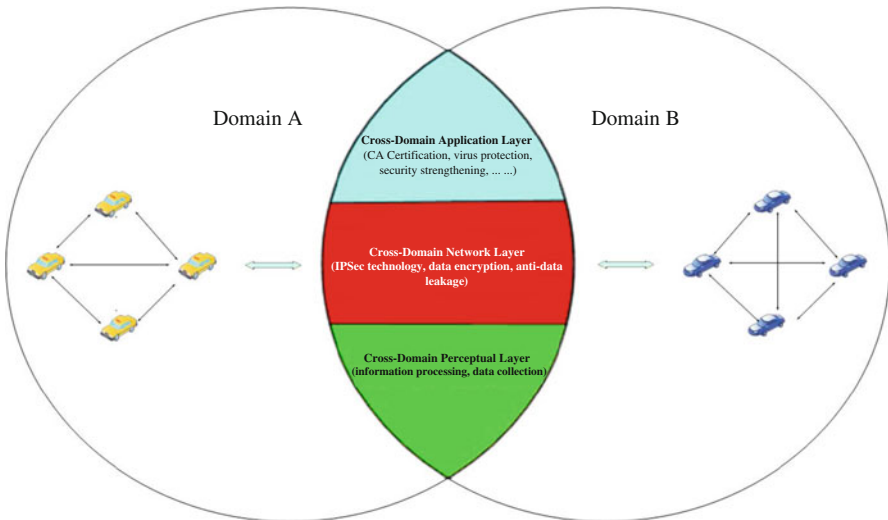 Domain A
Domain B
Cross-Domain Application Layer
(CA Certification, virus protection,
security strengthening, ... ...)
Cross-Domain Network Layer
(IPSec technology, data encryption, anti-data
leakage)
Cross-Domain Perceptual Layer
(information processing, data collection)